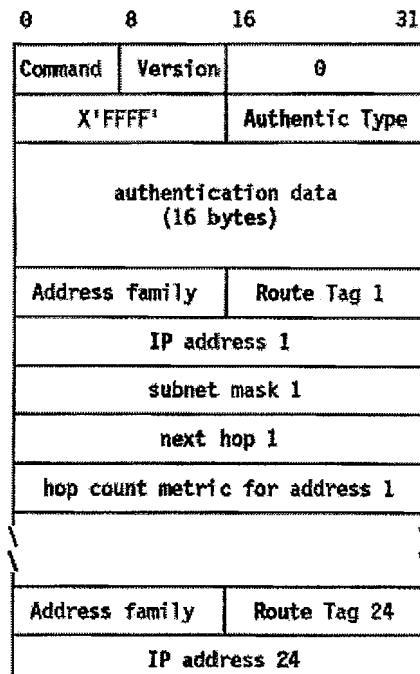 0 8 16 31
Command Version 0
X'FFFF' Authentic Type
authentication data
(16 bytes)
Address family Route Tag 1
IP address 1
subnet mask 1
next hop 1
hop count metric for address 1
Address family Route Tag 24
IP address 24